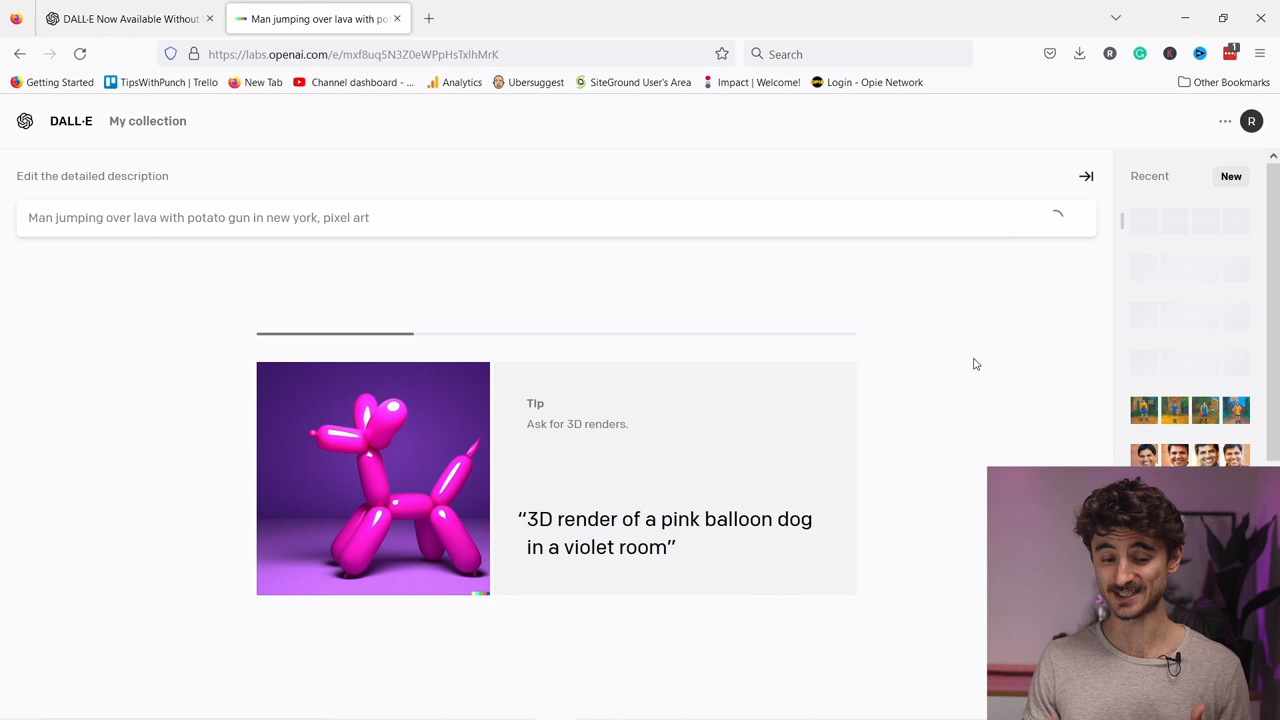 DALL·E Now Available Without
Man jumping over lava with po
https://labs.openai.com/e/mxf8uq5N3Z0eWPpHsTxlhMrK
Search
1
Getting Started
TipsWithPunch | Trello
New Tab
Channel dashboard - ...
Analytics
Ubersuggest
SiteGround User's Area
Impact | Welcome!
Login - Opie Network
Other Bookmarks
DALL·E
My collection
R
Edit the detailed description
Recent
New
Man jumping over lava with potato gun in new york, pixel art
Tip
Ask for 3D renders.
“3D render of a pink balloon dog
in a violet room”